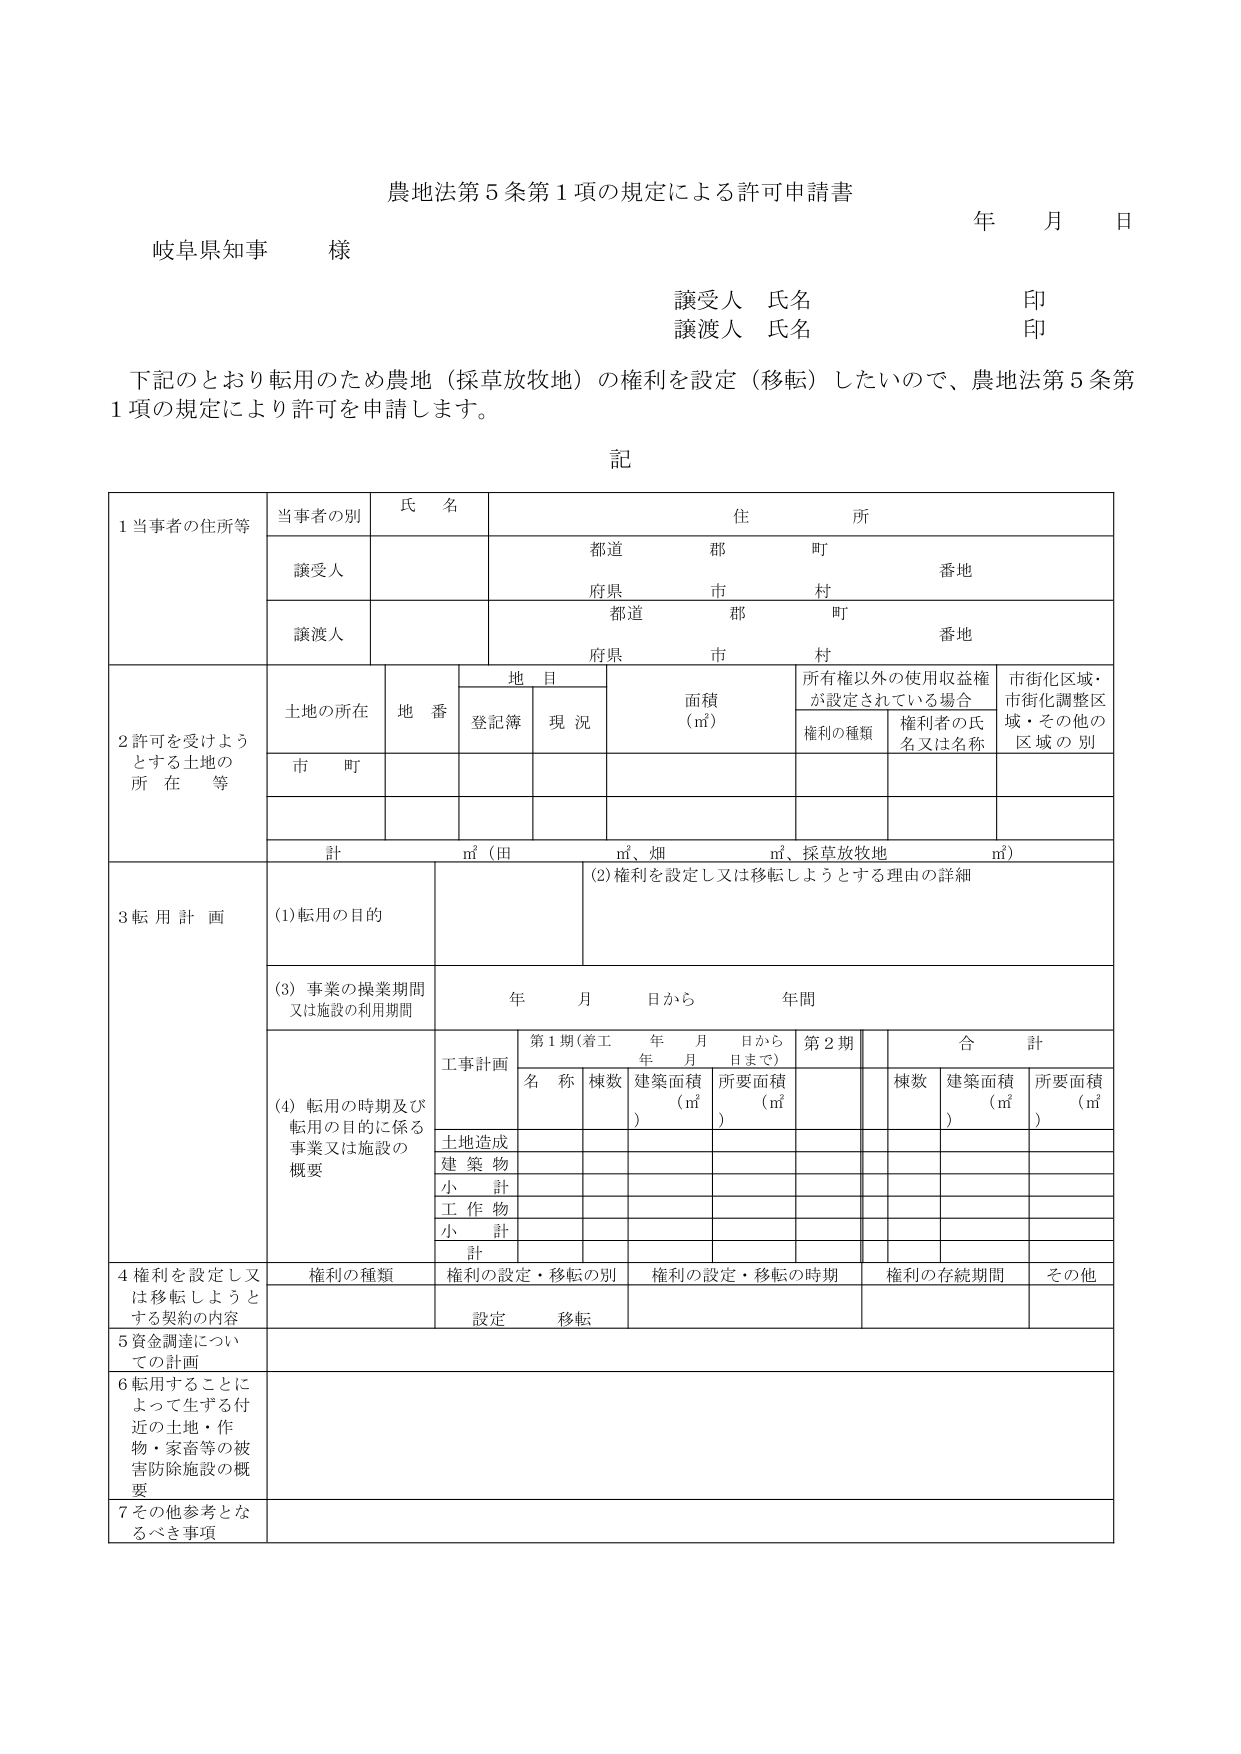 農地法第５条第１項の規定による許可申請書
年　　月　　日
岐阜県知事　　様
譲受人　氏名　　　　　　　　　印
譲渡人　氏名　　　　　　　　　印
下記のとおり転用のため農地（採草放牧地）の権利を設定（移転）したいので、農地法第５条第
１項の規定により許可を申請します。
記
１当事者の住所等
当事者の別
氏　名
住　　　　　　所
譲受人
都道　　　　　郡　　　　　町
番地
府県　　　　　市　　　　　村
譲渡人
都道　　　　　郡　　　　　町
番地
府県　　　　　市　　　　　村
２許可を受けよう
とする土地の
所　在　　等
土地の所在
地　番
地　目
登記簿
現 況
面積
（㎡）
所有権以外の使用収益権
が設定されている場合
権利の種類
権利者の氏
名又は名称
市街化区域・
市街化調整区
域・その他の
区域の 別
市　　町
計　　　　　　　㎡（田　　　　　　㎡、畑　　　　　　㎡、採草放牧地　　　　　　㎡）
３転 用 計　画
(1)転用の目的
(2)権利を設定し又は移転しようとする理由の詳細
(3) 事業の操業期間
又は施設の利用期間
年　　　月　　　日から　　　　　年間
(4) 転用の時期及び
転用の目的に係る
事業又は施設の
概要
工事計画
第１期(着工　　年　　月　　日から
年　　月　　日まで)
第２期
合　　　計
名　称
棟数
建築面積
（㎡
）
所要面積
（㎡
）
棟数
建築面積
（㎡
）
所要面積
（㎡
）
土地造成
建 築 物
小　　計
工 作 物
小　　計
計
４権利を設定し又
は移転しようと
する契約の内容
権利の種類
権利の設定・移転の別
権利の設定・移転の時期
権利の存続期間
その他
設定　　　移転
５資金調達につい
ての計画
６転用することに
よって生ずる付
近の土地・作
物・家畜等の被
害防除施設の概
要
７その他参考とな
るべき事項